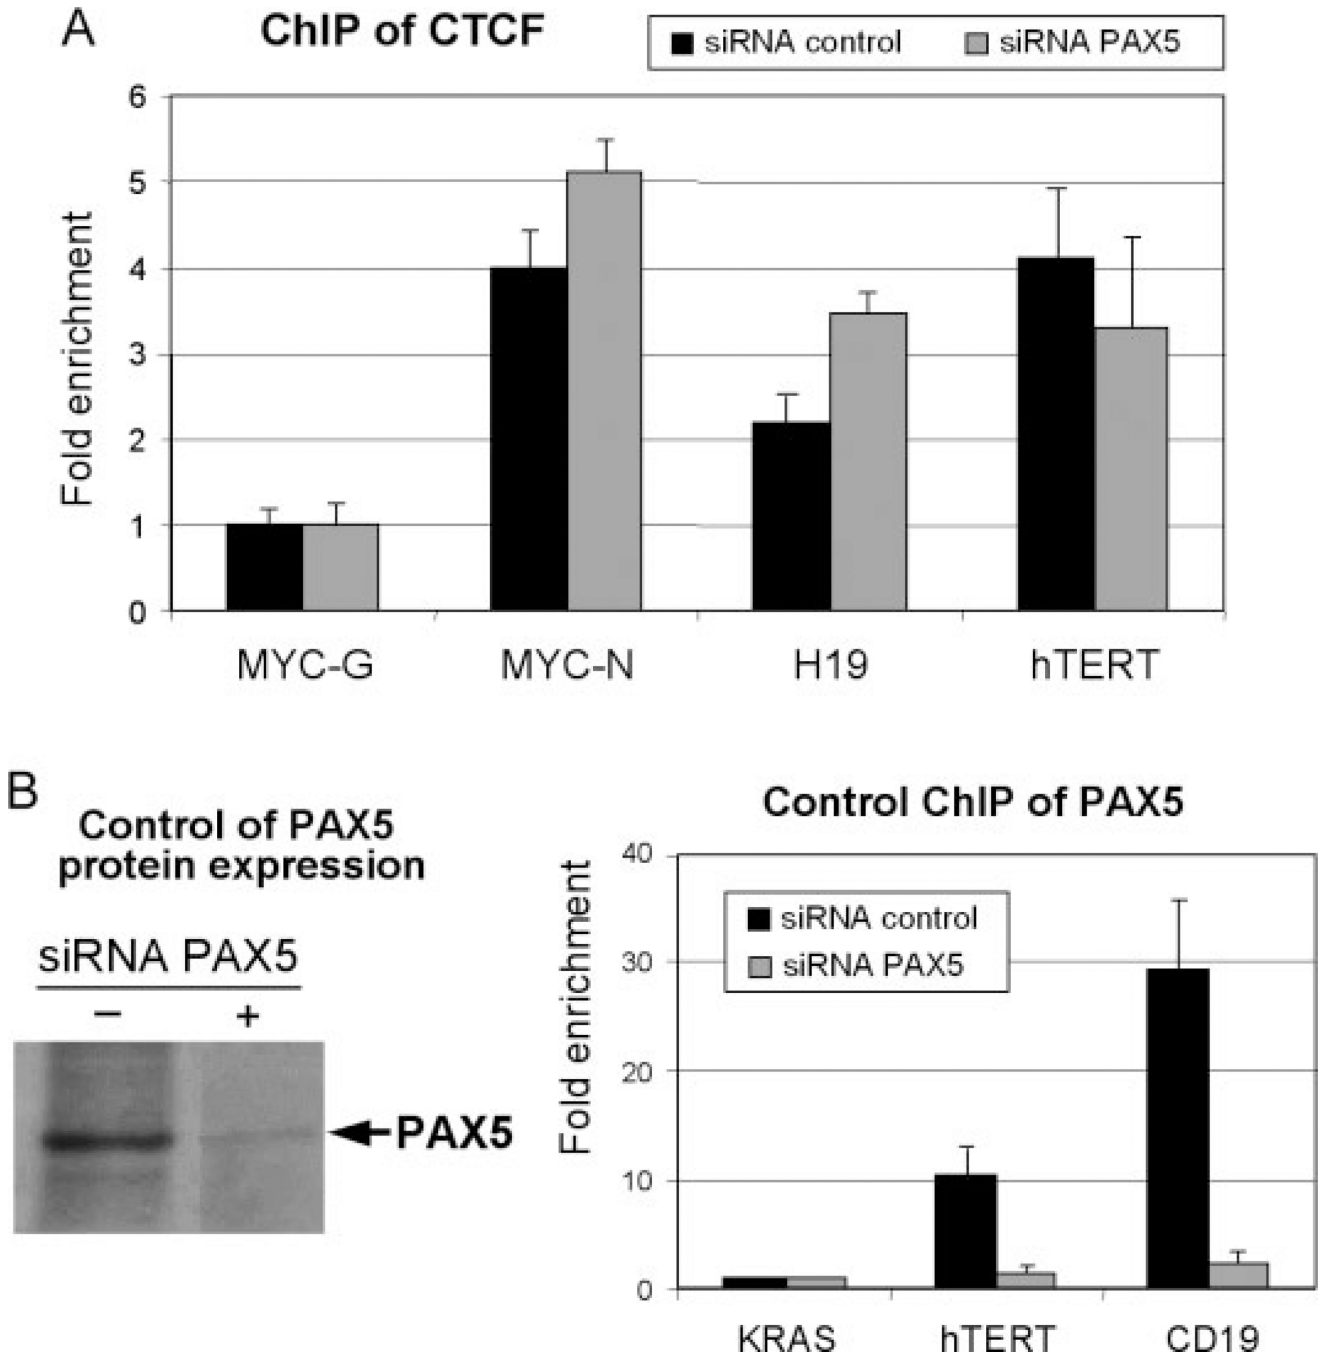 A
ChIP of CTCF
siRNA control
siRNA PAX5
Fold enrichment
6
5
4
3
2
1
0
MYC-G
MYC-N
H19
hTERT
B
Control of PAX5
protein expression
siRNA PAX5
− +
PAX5
Control ChIP of PAX5
siRNA control
siRNA PAX5
Fold enrichment
40
30
20
10
0
KRAS
hTERT
CD19